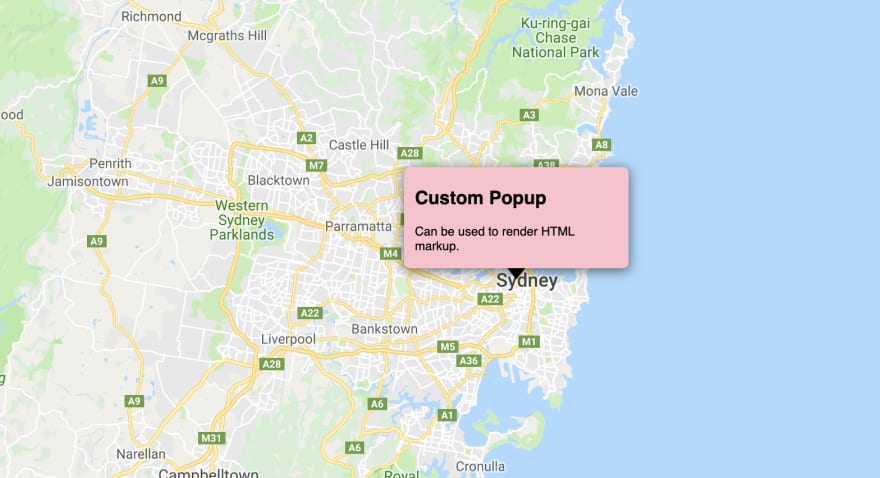 Richmond
Mcgraths Hill
Ku-ring-gai
Chase
National Park
A9
Mona Vale
A3
ood
A2
Castle Hill
A8
A28
Penrith
M7
A38
Jamisontown
Blacktown
Custom Popup
Western
Sydney
Parklands
Parramatta
Can be used to render HTML
markup.
A9
M4
Sydney
A22
A22
Bankstown
Liverpool
M5
M1
A28
A36
g
A9
A6
A1
M31
A6
Narellan
Campbelltown
Royal
Cronulla